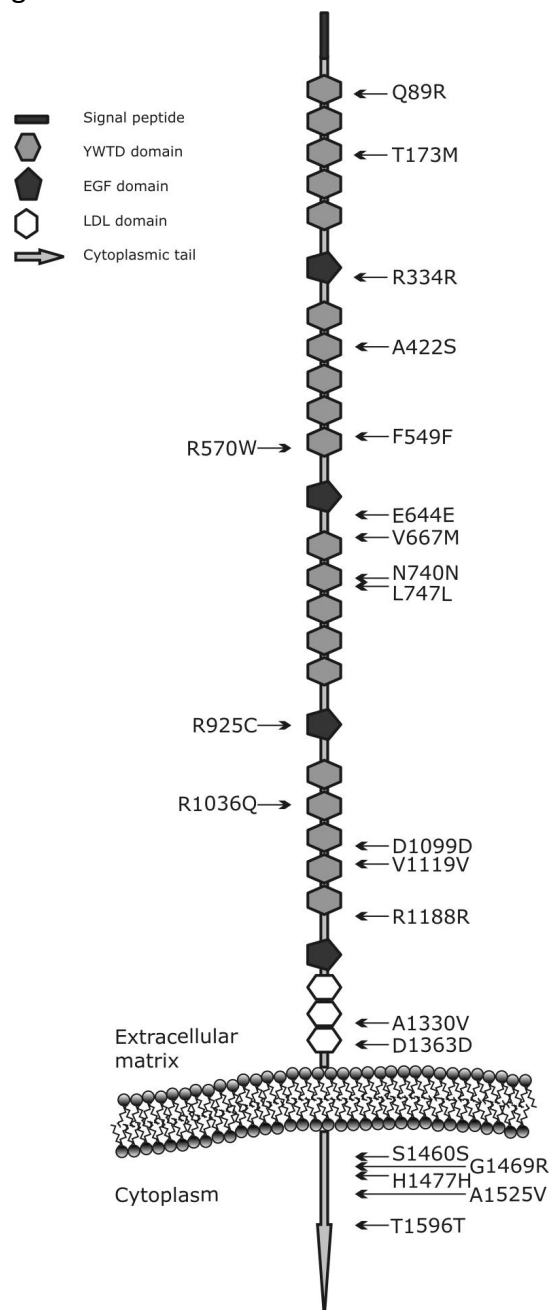 Q89R
Signal peptide
YWTD domain
T173M
EGF domain
LDL domain
Cytoplasmic tail
R334R
A422S
F549F
R570W
E644E
V667M
N740N
L747L
R925C
R1036Q
D1099D
V1119V
R1188R
A1330V
Extracellular
matrix
D1363D
S1460S
G1469R
H1477H
Cytoplasm
A1525V
T1596T